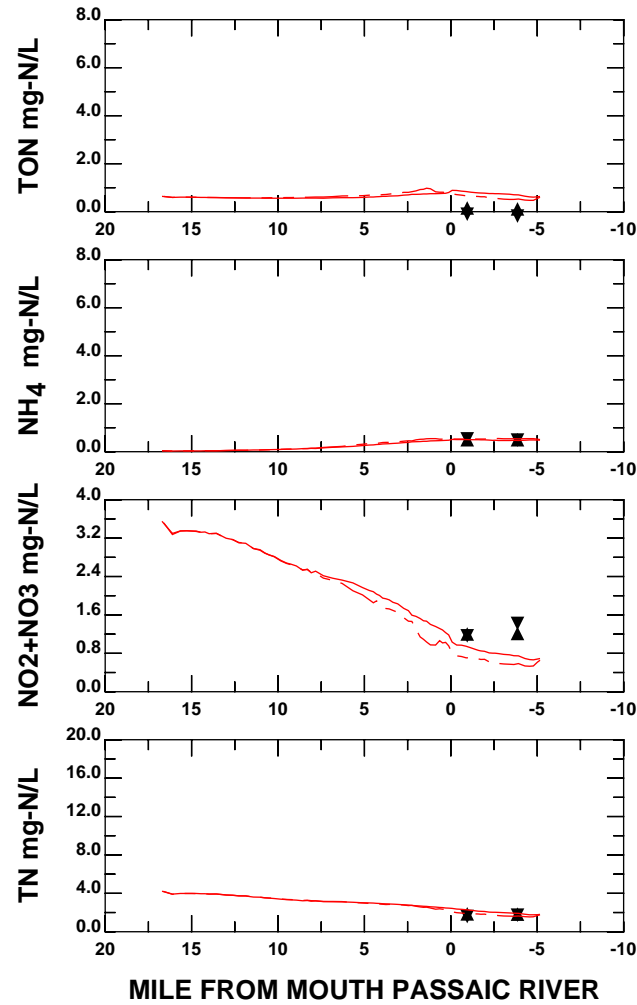 TON mg-N/L
8.0
6.0
4.0
2.0
0.0
20 15 10 5 0 -5 -10
NH4 mg-N/L
8.0
6.0
4.0
2.0
0.0
20 15 10 5 0 -5 -10
NO2+NO3 mg-N/L
4.0
3.2
2.4
1.6
0.8
0.0
20 15 10 5 0 -5 -10
TN mg-N/L
20.0
16.0
12.0
8.0
4.0
0.0
20 15 10 5 0 -5 -10
MILE FROM MOUTH PASSAIC RIVER